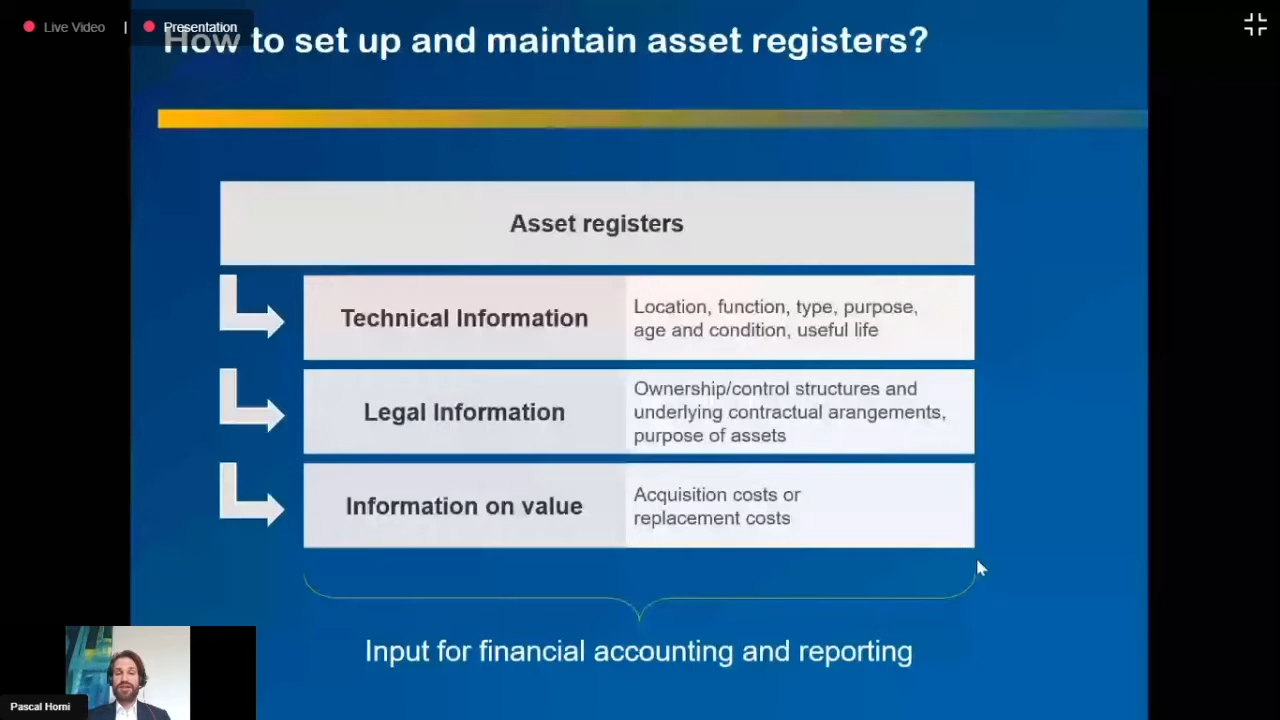 Live Video | Presentation
How to set up and maintain asset registers?
Asset registers
Technical Information
Location, function, type, purpose,
age and condition, useful life
Legal Information
Ownership/control structures and
underlying contractual arangements,
purpose of assets
Information on value
Acquisition costs or
replacement costs
Input for financial accounting and reporting
Pascal Horni